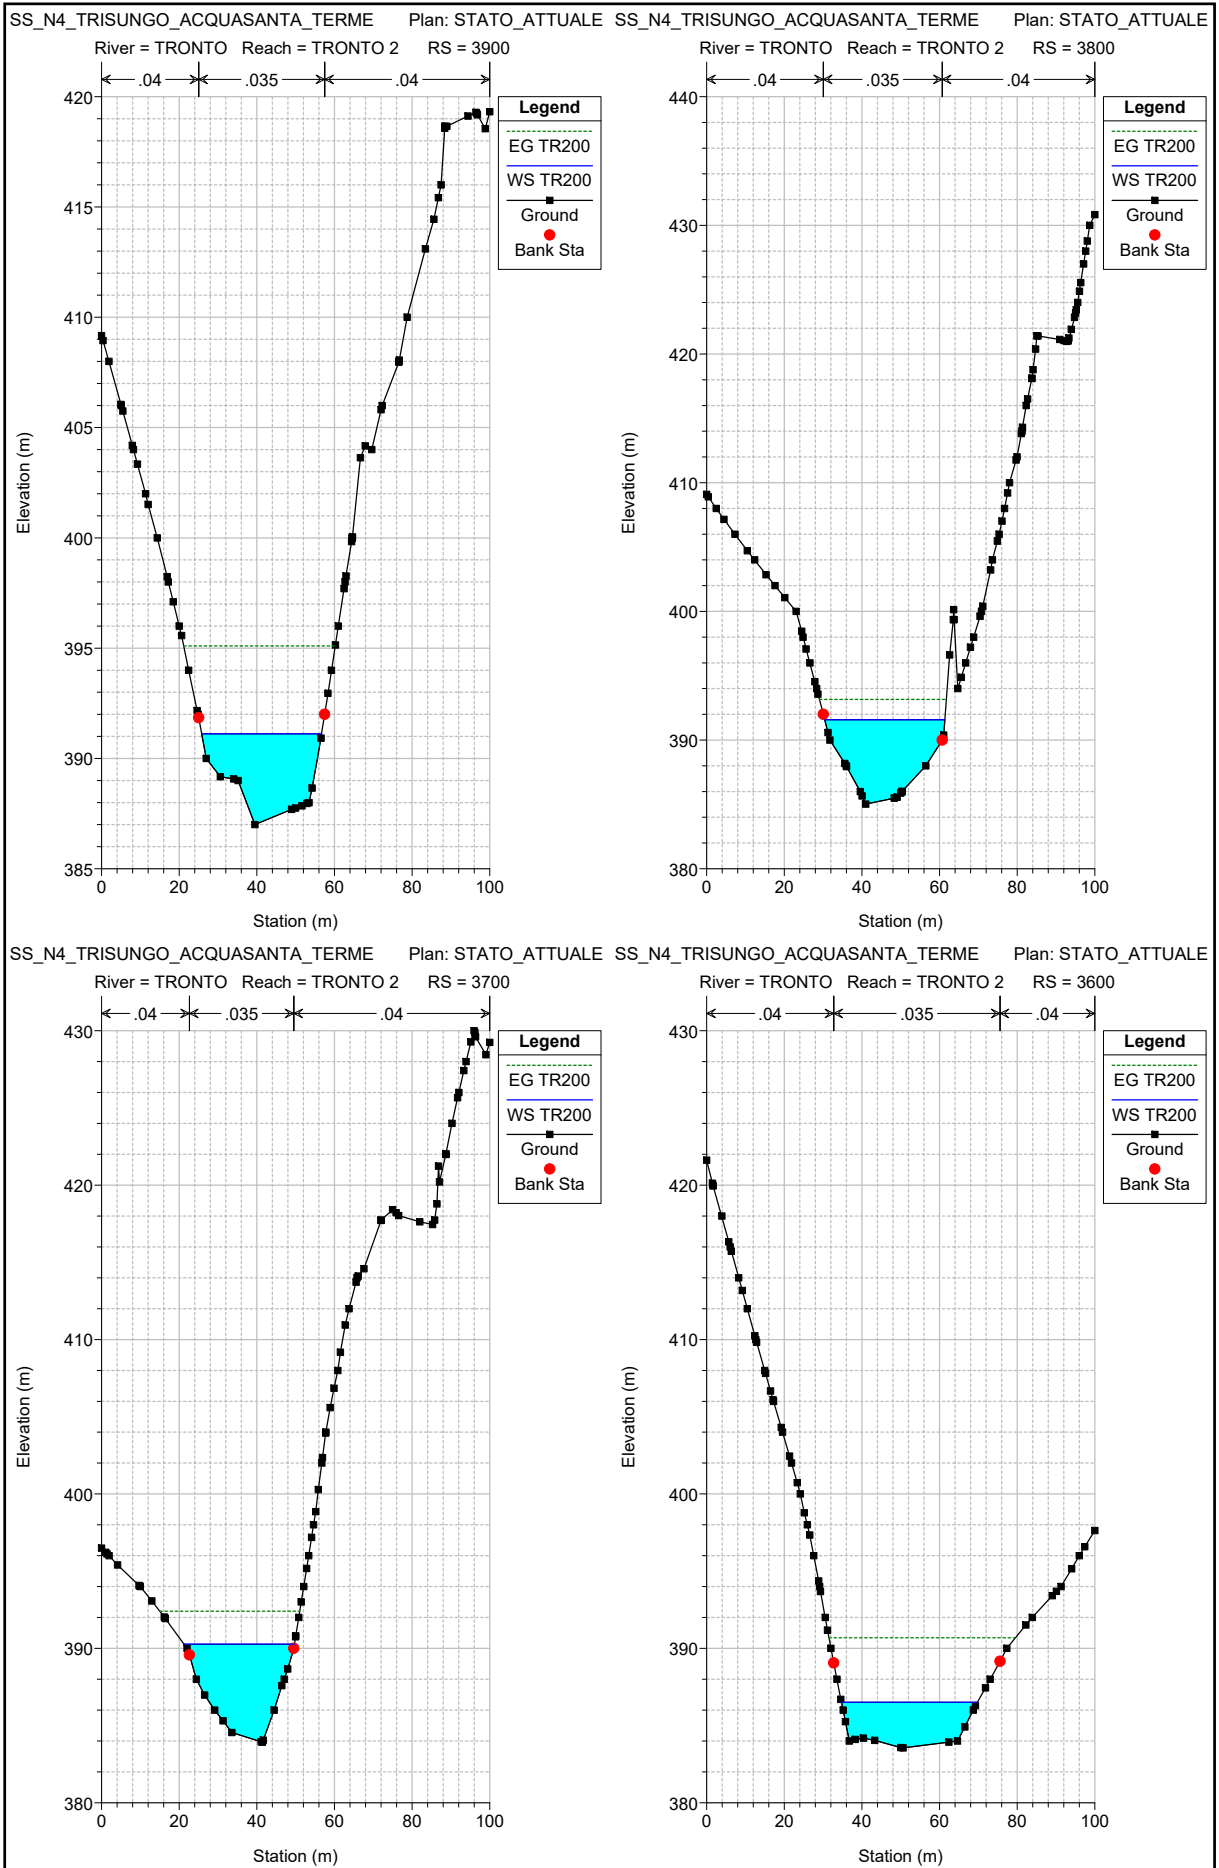 SS_N4_TRISUNGO_ACQUASANTA_TERME Plan: STATO_ATTUALE
River = TRONTO Reach = TRONTO 2 RS = 3900
.04 .035 .04
420
415
410
405
400
395
390
385
Elevation (m)
0 20 40 60 80 100
Station (m)
Legend
EG TR200
WS TR200
Ground
Bank Sta
SS_N4_TRISUNGO_ACQUASANTA_TERME Plan: STATO_ATTUALE
River = TRONTO Reach = TRONTO 2 RS = 3800
.04 .035 .04
440
430
420
410
400
390
380
Elevation (m)
0 20 40 60 80 100
Station (m)
Legend
EG TR200
WS TR200
Ground
Bank Sta
SS_N4_TRISUNGO_ACQUASANTA_TERME Plan: STATO_ATTUALE
River = TRONTO Reach = TRONTO 2 RS = 3700
.04 .035 .04
430
420
410
400
390
380
Elevation (m)
0 20 40 60 80 100
Station (m)
Legend
EG TR200
WS TR200
Ground
Bank Sta
SS_N4_TRISUNGO_ACQUASANTA_TERME Plan: STATO_ATTUALE
River = TRONTO Reach = TRONTO 2 RS = 3600
.04 .035 .04
430
420
410
400
390
380
Elevation (m)
0 20 40 60 80 100
Station (m)
Legend
EG TR200
WS TR200
Ground
Bank Sta